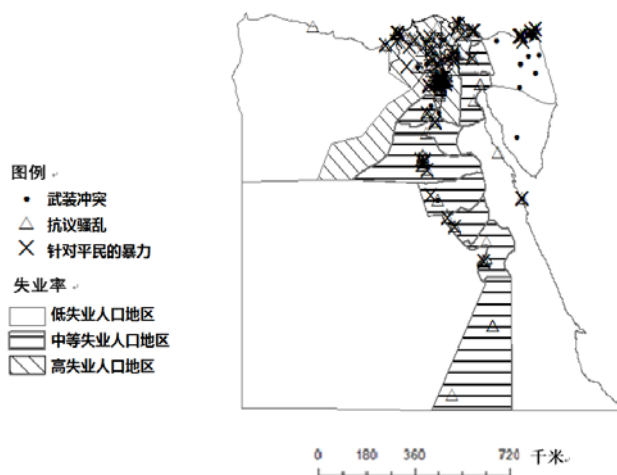 图例
武装冲突
抗议骚乱
针对平民的暴力
失业率
低失业人口地区
中等失业人口地区
高失业人口地区
0 180 360 720 千米